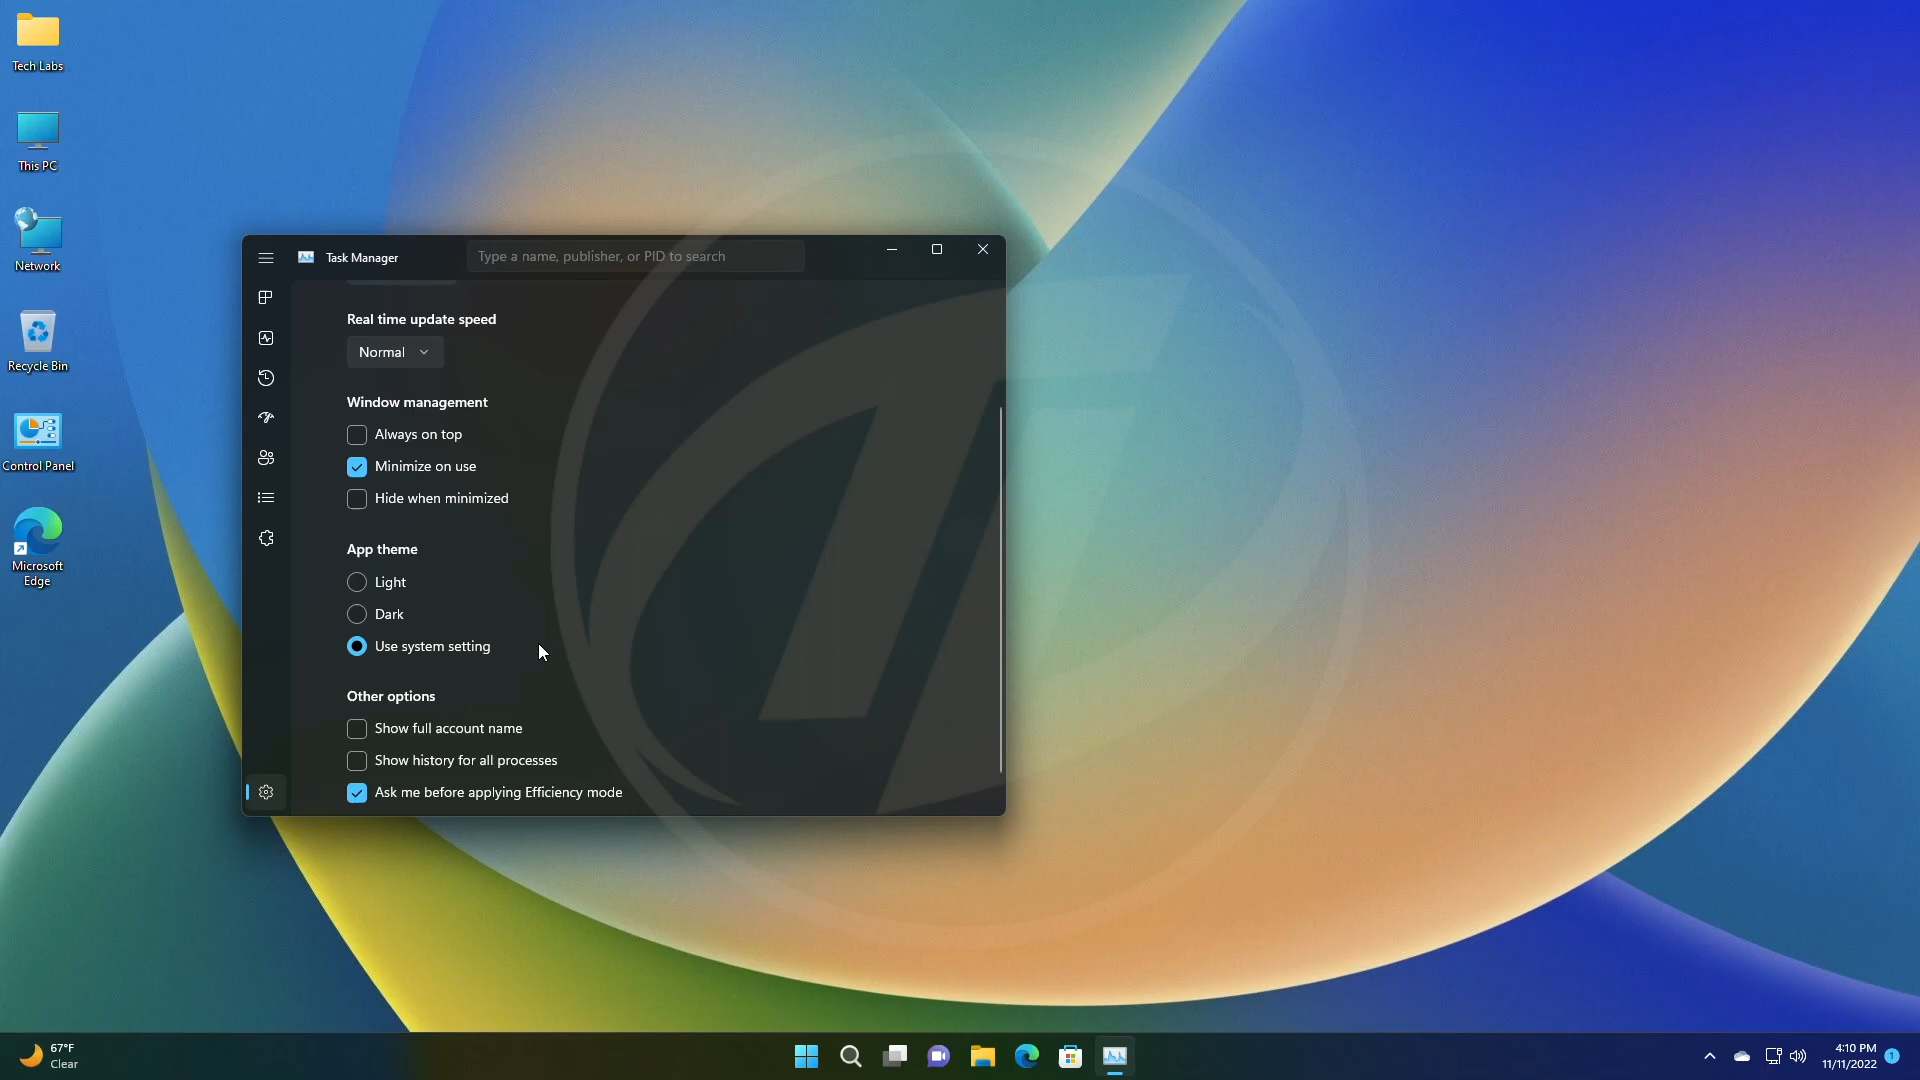 Tech Labs
This PC
Network
Recycle Bin
Control Panel
Microsoft
Edge
Task Manager
Type a name, publisher, or PID to search
Real time update speed
Normal
Window management
Always on top
Minimize on use
Hide when minimized
App theme
Light
Dark
Use system setting
Other options
Show full account name
Show history for all processes
Ask me before applying Efficiency mode
67°F
Clear
4:10 PM
11/11/2022
1